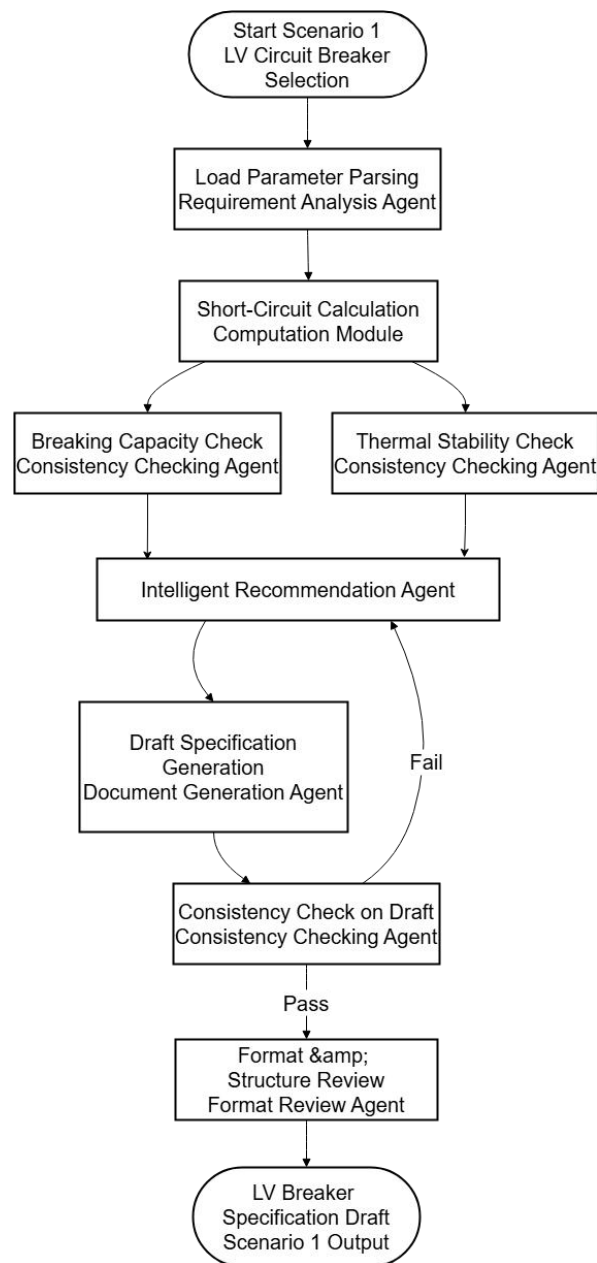 Start Scenario 1
LV Circuit Breaker
Selection
Load Parameter Parsing
Requirement Analysis Agent
Short-Circuit Calculation
Computation Module
Breaking Capacity Check
Consistency Checking Agent
Thermal Stability Check
Consistency Checking Agent
Intelligent Recommendation Agent
Draft Specification
Generation
Document Generation Agent
Fail
Consistency Check on Draft
Consistency Checking Agent
Pass
Format &amp;
Structure Review
Format Review Agent
LV Breaker
Specification Draft
Scenario 1 Output